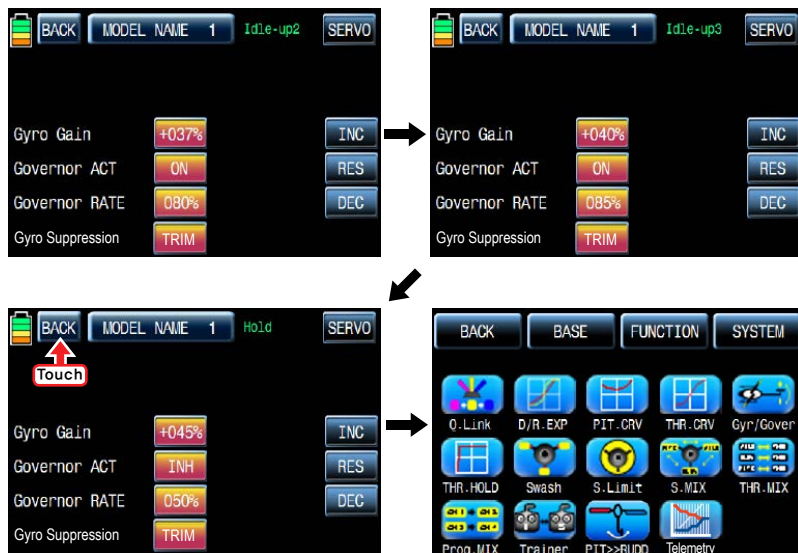 BACK MODEL NAME 1 Idle-up2 SERVO
Gyro Gain +037% INC
Governor ACT ON RES
Governor RATE 080% DEC
Gyro Suppression TRIM
BACK MODEL NAME 1 Idle-up3 SERVO
Gyro Gain +040% INC
Governor ACT ON RES
Governor RATE 085% DEC
Gyro Suppression TRIM
BACK MODEL NAME 1 Hold SERVO
Touch
Gyro Gain +045% INC
Governor ACT INH RES
Governor RATE 050% DEC
Gyro Suppression TRIM
BACK BASE FUNCTION SYSTEM
Q.Link D/R.EXP PIT.CRV THR.CRV Gyr/Gover
THR.HOLD Swash S.Limit S.MIX THR.MIX
Prog.MIX Trainer PIT>>RUDD Telemetry